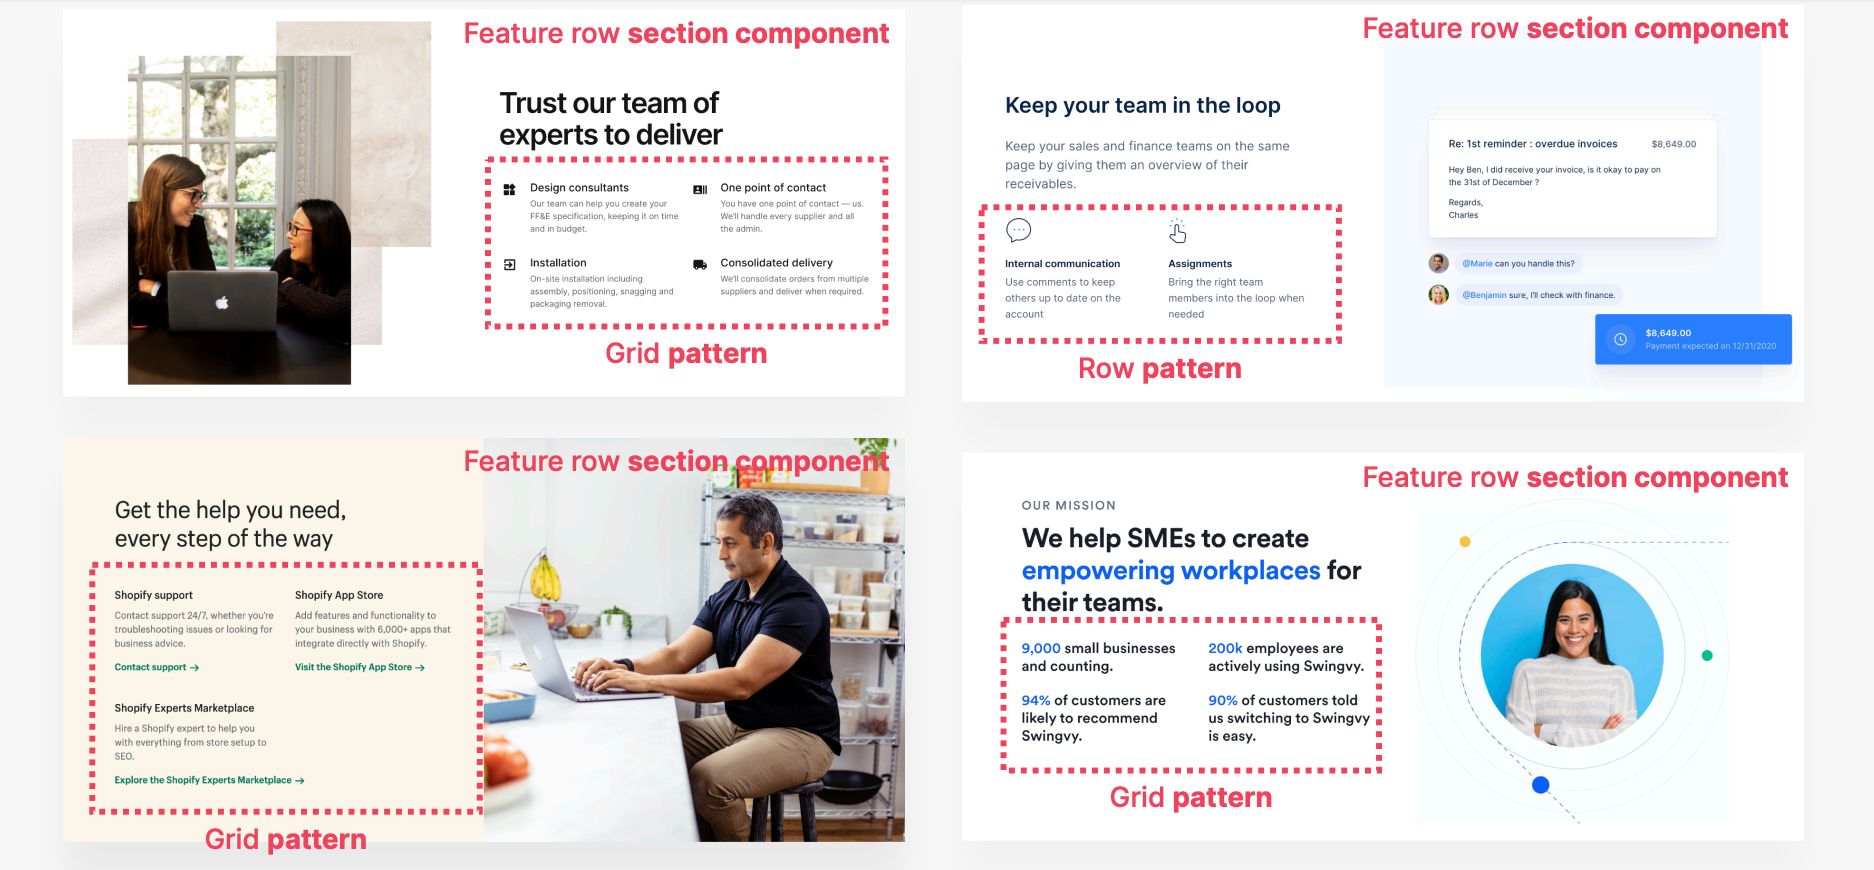 Feature row section component
Trust our team of
experts to deliver
Design consultants
Our team can help you create your
FF&E specification, keeping it on time
and in budget.
One point of contact
You have one point of contact — us.
We'll handle every supplier and all
the admin.
Installation
On-site installation including
assembly, positioning, snagging and
packaging removal.
Consolidated delivery
We'll consolidate orders from multiple
suppliers and deliver when required.
Grid pattern
Feature row section component
Keep your team in the loop
Keep your sales and finance teams on the same
page by giving them an overview of their
receivables.
Internal communication
Use comments to keep
others up to date on the
account
Assignments
Bring the right team
members into the loop when
needed
Row pattern
Re: 1st reminder : overdue invoices
$8,649.00
Hey Ben, I did receive your invoice, is it okay to pay on
the 31st of December ?
Regards,
Charles
@Marie can you handle this?
@Benjamin sure, I'll check with finance.
$8,649.00
Payment expected on 12/31/2020
Feature row section component
Get the help you need,
every step of the way
Shopify support
Contact support 24/7, whether you're
troubleshooting issues or looking for
business advice.
Contact support →
Shopify App Store
Add features and functionality to
your business with 6,000+ apps that
integrate directly with Shopify.
Visit the Shopify App Store →
Shopify Experts Marketplace
Hire a Shopify expert to help you
with everything from store setup to
SEO.
Explore the Shopify Experts Marketplace →
Grid pattern
Feature row section component
OUR MISSION
We help SMEs to create
empowering workplaces for
their teams.
9,000 small businesses
and counting.
200k employees are
actively using Swingvy.
94% of customers are
likely to recommend
Swingvy.
90% of customers told
us switching to Swingvy
is easy.
Grid pattern